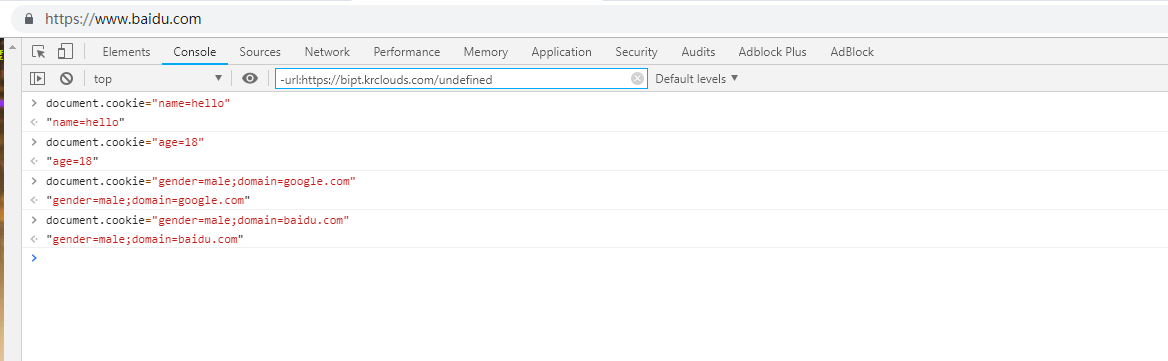 https://www.baidu.com
Elements Console Sources Network Performance Memory Application Security Audits Adblock Plus AdBlock
top -url:https://bipt.krclouds.com/undefined Default levels
document.cookie="name=hello"
"name=hello"
document.cookie="age=18"
"age=18"
document.cookie="gender=male;domain=google.com"
"gender=male;domain=google.com"
document.cookie="gender=male;domain=baidu.com"
"gender=male;domain=baidu.com"